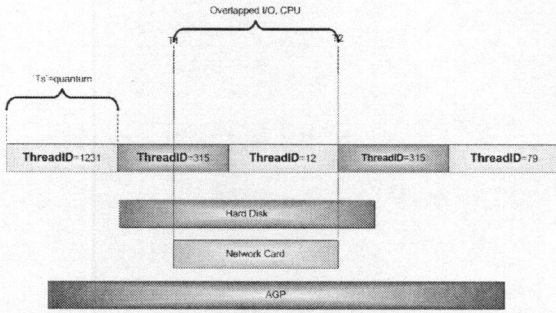 Overlapped I/O, CPU
T1
T2
'Ts'=quantum
ThreadID=1231
ThreadID=315
ThreadID=12
ThreadID=315
ThreadID=79
Hard Disk
Network Card
AGP